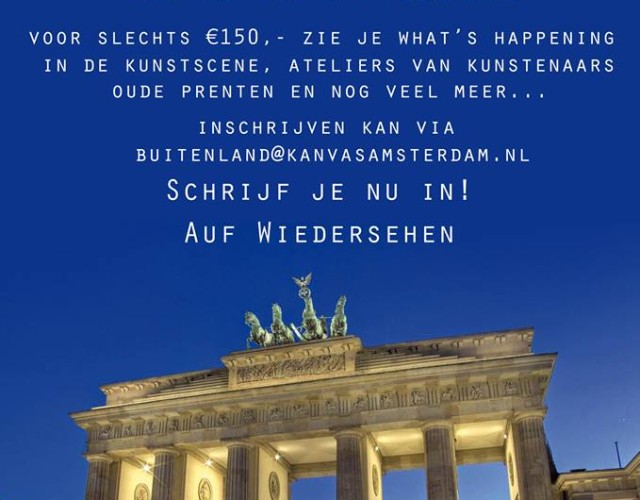 VOOR SLECHTS €150,- ZIE JE WHAT'S HAPPENING
IN DE KUNSTSCENE, ATELIERS VAN KUNSTENAARS
OUDE PRENTEN EN NOG VEEL MEER...
INSCHRIJVEN KAN VIA
BUITENLAND@KANVASAMSTERDAM.NL
SCHRIJF JE NU IN!
AUF WIEDERSEHEN